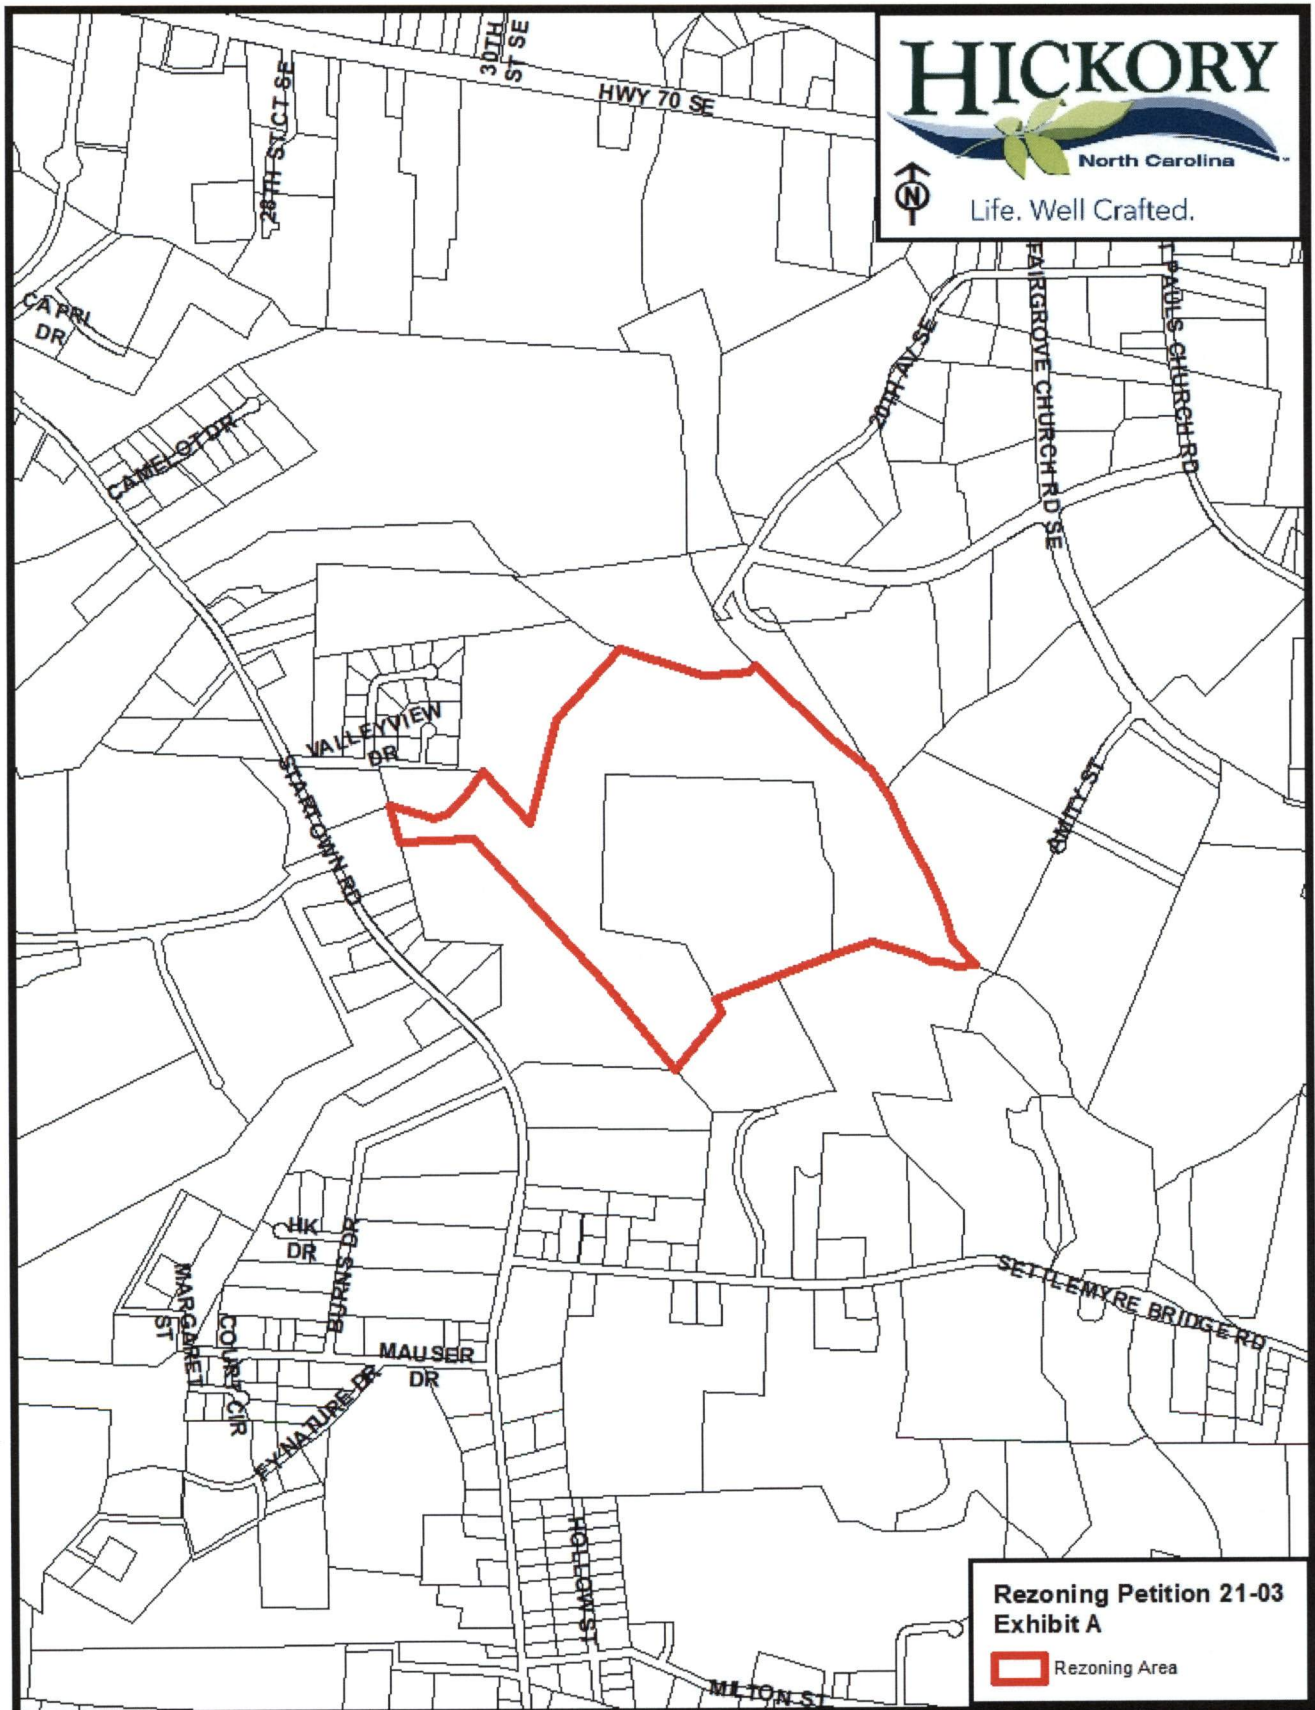 HICKORY
North Carolina
N
Life. Well Crafted.
30TH
ST SE
HWY 70 SE
28TH ST CT SE
CAPRI
DR
CAMELOT DR
20TH AV SE
FAIRGROVE CHURCH RD SE
T PAULS CHURCH RD
VALLEYVIEW
DR
STARTOWN RD
AMITY ST
HK
DR
BURNS DR
MARGARET
ST
COURT CIR
MAUSER
DR
FYNATURE DR
SETTLEMYRE BRIDGE RD
HOLLOW ST
MILTON ST
Rezoning Petition 21-03
Exhibit A
Rezoning Area